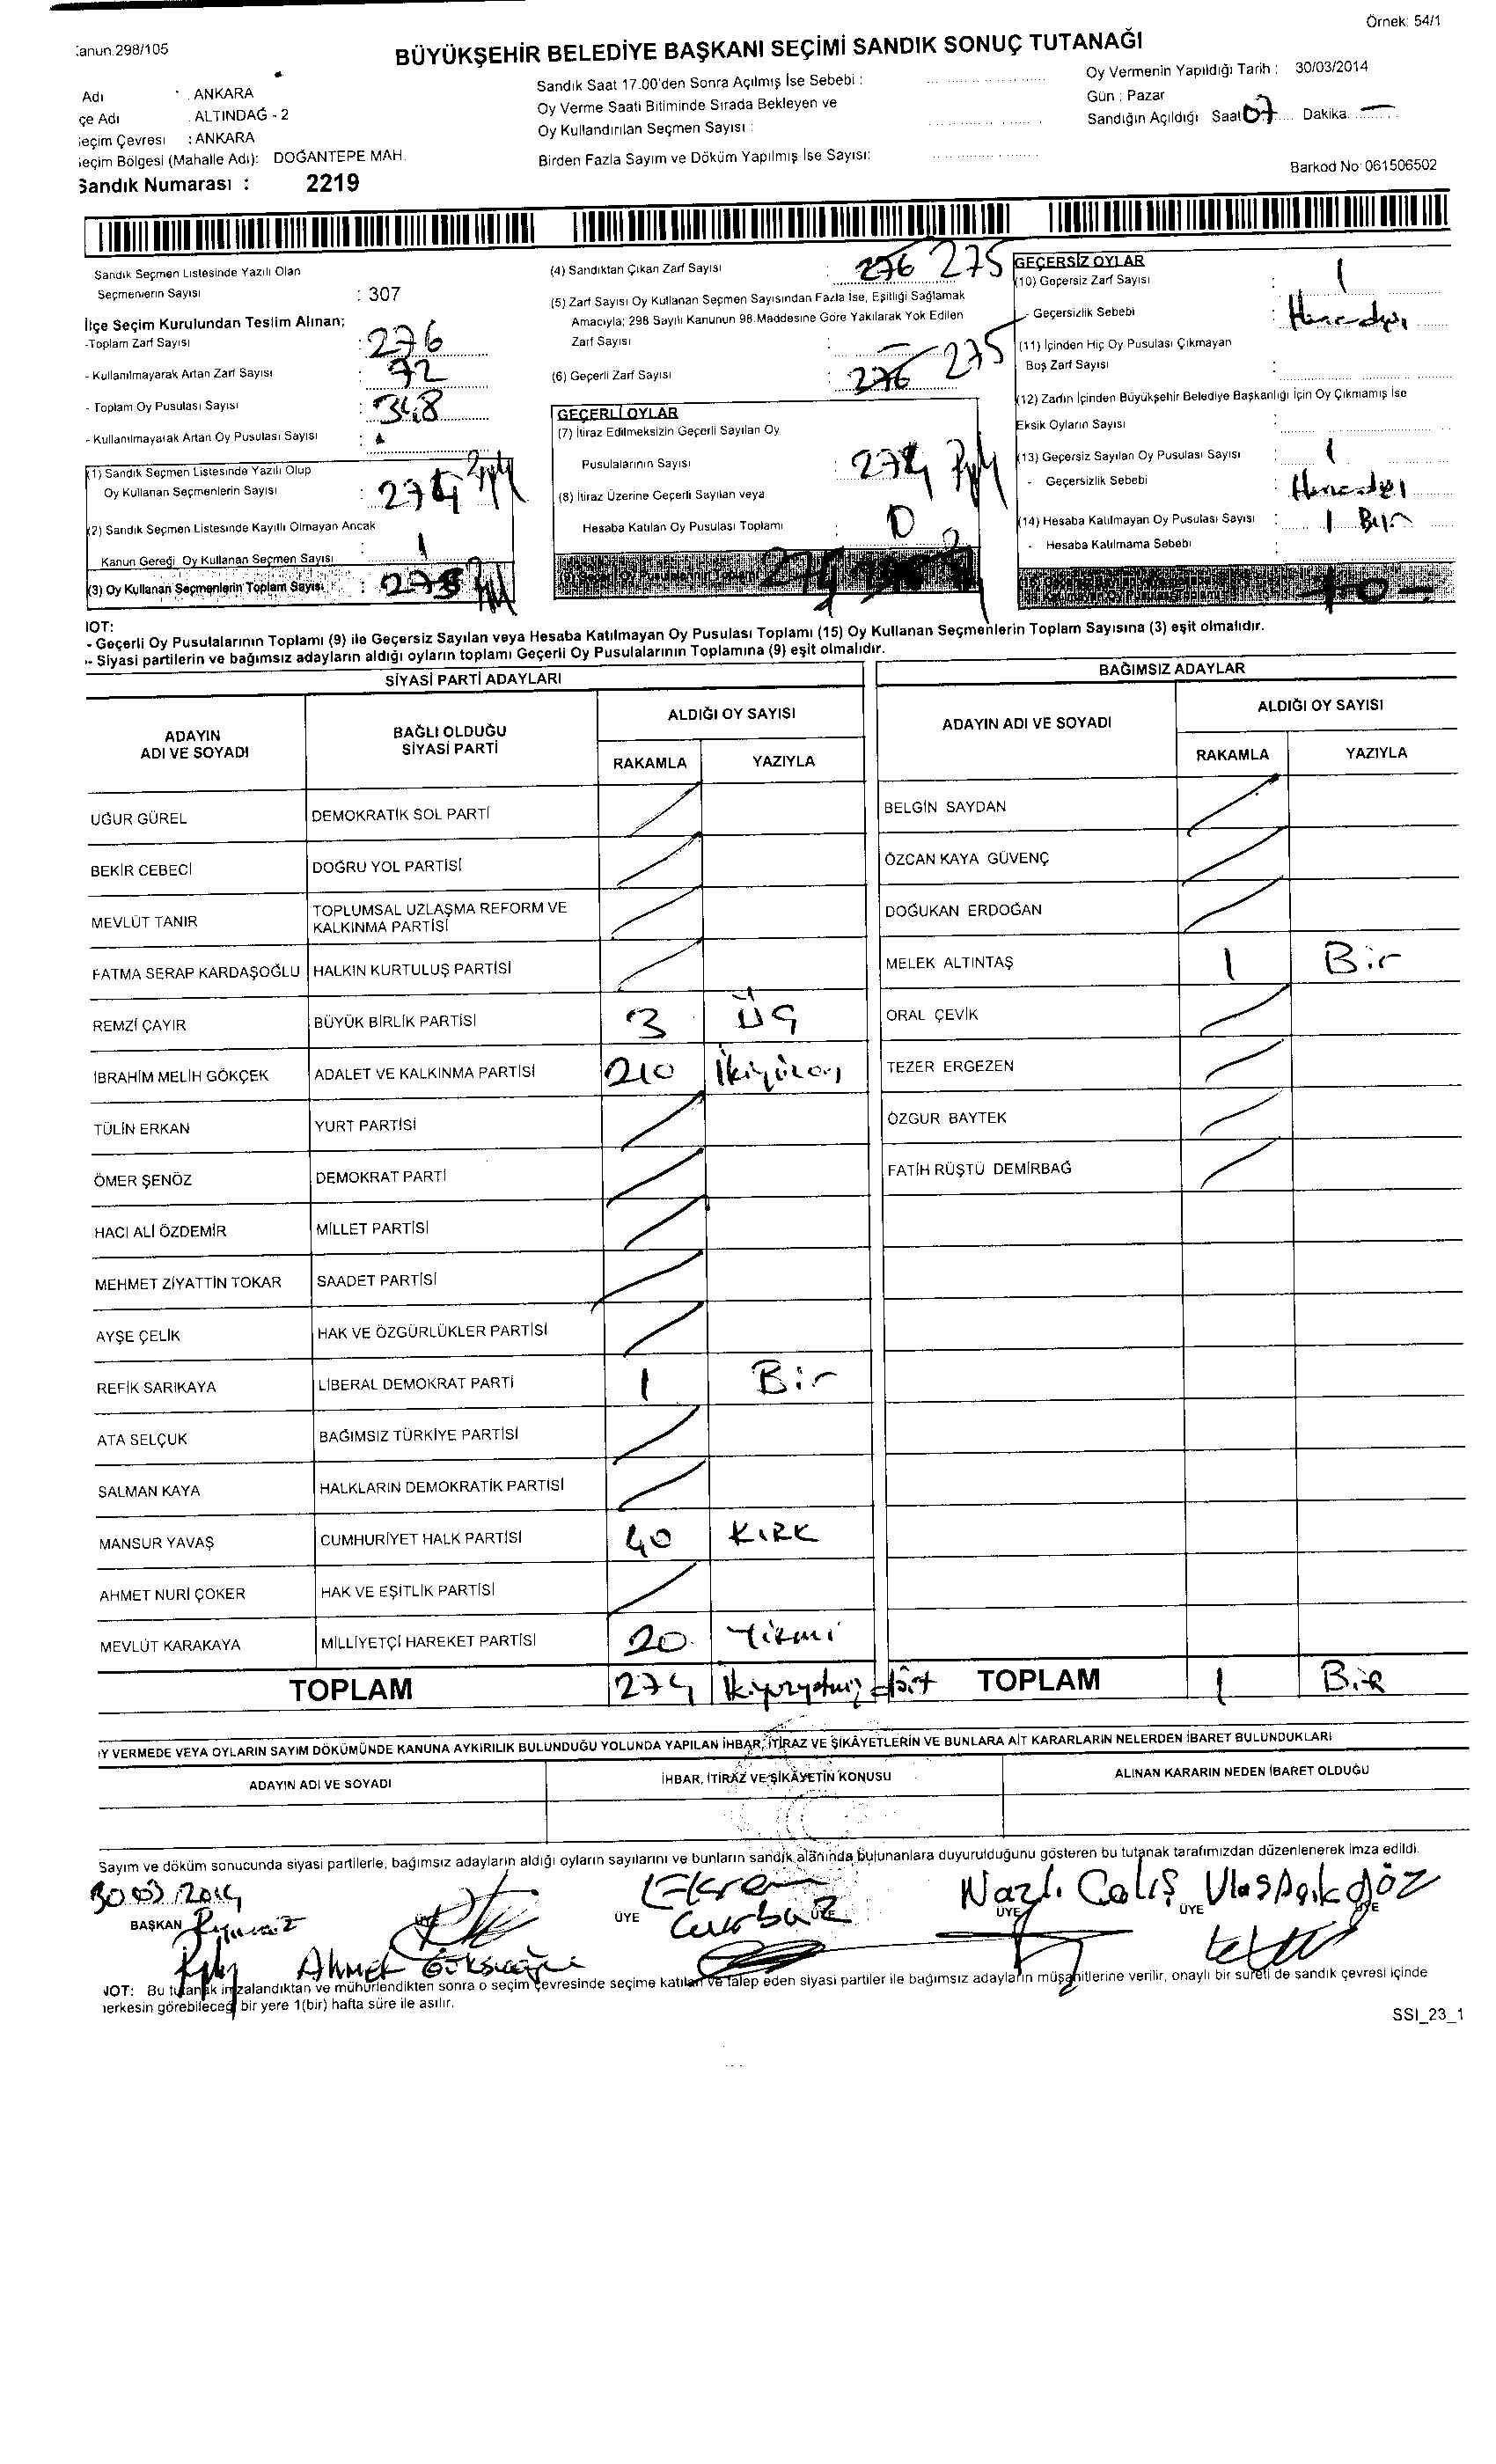 Örnek: 54/1
anun.298/105
BÜYÜKŞEHİR BELEDİYE BAŞKANI SEÇİMİ SANDIK SONUÇ TUTANAĞI
Adı : ANKARA
çe Adı : ALTINDAĞ - 2
eçim Çevresi : ANKARA
eçim Bölgesi (Mahalle Adı): DOĞANTEPE MAH.
Sandık Numarası : 2219
Sandık Saat 17.00'den Sonra Açılmış İse Sebebi :
Oy Verme Saati Bitiminde Sırada Bekleyen ve
Oy Kullandırılan Seçmen Sayısı :
Birden Fazla Sayım ve Döküm Yapılmış İse Sayısı:
Oy Vermenin Yapıldığı Tarih : 30/03/2014
Gün : Pazar
Sandığın Açıldığı Saat 07 Dakika —
Barkod No: 061506502
Sandık Seçmen Listesinde Yazılı Olan
Seçmenlerin Sayısı : 307
İlçe Seçim Kurulundan Teslim Alınan;
-Toplam Zarf Sayısı : 276
- Kullanılmayarak Artan Zarf Sayısı : 72
- Toplam Oy Pusulası Sayısı : 348
- Kullanılmayarak Artan Oy Pusulası Sayısı :
(1) Sandık Seçmen Listesinde Yazılı Olup
Oy Kullanan Seçmenlerin Sayısı : 274
(2) Sandık Seçmen Listesinde Kayıtlı Olmayan Ancak
Kanun Gereği Oy Kullanan Seçmen Sayısı : 1
(3) Oy Kullanan Seçmenlerin Toplam Sayısı : 275
(4) Sandıktan Çıkan Zarf Sayısı : 276 275
(5) Zarf Sayısı Oy Kullanan Seçmen Sayısından Fazla İse, Eşitliği Sağlamak
Amacıyla; 298 Sayılı Kanunun 98.Maddesine Göre Yakılarak Yok Edilen
Zarf Sayısı : —
(6) Geçerli Zarf Sayısı : 276 275
GEÇERLİ OYLAR
(7) İtiraz Edilmeksizin Geçerli Sayılan Oy
Pusulalarının Sayısı : 274
(8) İtiraz Üzerine Geçerli Sayılan veya
Hesaba Katılan Oy Pusulası Toplamı : 0
274
GEÇERSİZ OYLAR
(10) Geçersiz Zarf Sayısı : 1
- Geçersizlik Sebebi :
(11) İçinden Hiç Oy Pusulası Çıkmayan
Boş Zarf Sayısı :
(12) Zarfın İçinden Büyükşehir Belediye Başkanlığı İçin Oy Çıkmamış İse
Eksik Oyların Sayısı :
(13) Geçersiz Sayılan Oy Pusulası Sayısı : 1
- Geçersizlik Sebebi :
(14) Hesaba Katılmayan Oy Pusulası Sayısı : 1 Bir
- Hesaba Katılmama Sebebi :
IOT:
- Geçerli Oy Pusulalarının Toplamı (9) ile Geçersiz Sayılan veya Hesaba Katılmayan Oy Pusulası Toplamı (15) Oy Kullanan Seçmenlerin Toplam Sayısına (3) eşit olmalıdır.
- Siyasi partilerin ve bağımsız adayların aldığı oyların toplamı Geçerli Oy Pusulalarının Toplamına (9) eşit olmalıdır.
SİYASİ PARTİ ADAYLARI
ADAYIN ADI VE SOYADI
BAĞLI OLDUĞU SİYASİ PARTİ
ALDIĞI OY SAYISI
RAKAMLA YAZIYLA
UĞUR GÜREL DEMOKRATİK SOL PARTİ
BEKİR CEBECİ DOĞRU YOL PARTİSİ
MEVLÜT TANIR TOPLUMSAL UZLAŞMA REFORM VE KALKINMA PARTİSİ
FATMA SERAP KARDAŞOĞLU HALKIN KURTULUŞ PARTİSİ
REMZİ ÇAYIR BÜYÜK BİRLİK PARTİSİ 3 ÜÇ
İBRAHİM MELİH GÖKÇEK ADALET VE KALKINMA PARTİSİ 210 İkiyüzon
TÜLİN ERKAN YURT PARTİSİ
ÖMER ŞENÖZ DEMOKRAT PARTİ
HACI ALİ ÖZDEMİR MİLLET PARTİSİ
MEHMET ZİYATTİN TOKAR SAADET PARTİSİ
AYŞE ÇELİK HAK VE ÖZGÜRLÜKLER PARTİSİ
REFİK SARIKAYA LİBERAL DEMOKRAT PARTİ 1 Bir
ATA SELÇUK BAĞIMSIZ TÜRKİYE PARTİSİ
SALMAN KAYA HALKLARIN DEMOKRATİK PARTİSİ
MANSUR YAVAŞ CUMHURİYET HALK PARTİSİ 40 KIRK
AHMET NURİ ÇOKER HAK VE EŞİTLİK PARTİSİ
MEVLÜT KARAKAYA MİLLİYETÇİ HAREKET PARTİSİ 20 Yirmi
TOPLAM 274 İkiyüzyetmiş dört
BAĞIMSIZ ADAYLAR
ADAYIN ADI VE SOYADI
ALDIĞI OY SAYISI
RAKAMLA YAZIYLA
BELGİN SAYDAN
ÖZCAN KAYA GÜVENÇ
DOĞUKAN ERDOĞAN
MELEK ALTINTAŞ 1 Bir
ORAL ÇEVİK
TEZER ERGEZEN
ÖZGUR BAYTEK
FATİH RÜŞTÜ DEMİRBAĞ
TOPLAM 1 BiR
Y VERMEDE VEYA OYLARIN SAYIM DÖKÜMÜNDE KANUNA AYKIRILIK BULUNDUĞU YOLUNDA YAPILAN İHBAR, İTİRAZ VE ŞİKÂYETLERİN VE BUNLARA AİT KARARLARIN NELERDEN İBARET BULUNDUKLARI
ADAYIN ADI VE SOYADI
İHBAR, İTİRAZ VE ŞİKÂYETİN KONUSU
ALINAN KARARIN NEDEN İBARET OLDUĞU
Sayım ve döküm sonucunda siyasi partilerle, bağımsız adayların aldığı oyların sayılarını ve bunların sandık alanında bulunanlara duyurulduğunu gösteren bu tutanak tarafımızdan düzenlenerek imza edildi.
30.03.2014
BAŞKAN
Ahmet
ÜYE Ekrem
Gürbüz
Nazlı Çalış
ÜYE
Ulaş Açıkgöz
ÜYE
ÜYE
IOT: Bu tutanak imzalandıktan ve mühürlendikten sonra o seçim çevresinde seçime katılan ve talep eden siyasi partiler ile bağımsız adayların müşahitlerine verilir, onaylı bir sureti de sandık çevresi içinde
erkesin görebileceği bir yere 1(bir) hafta süre ile asılır.
SSI_23_1